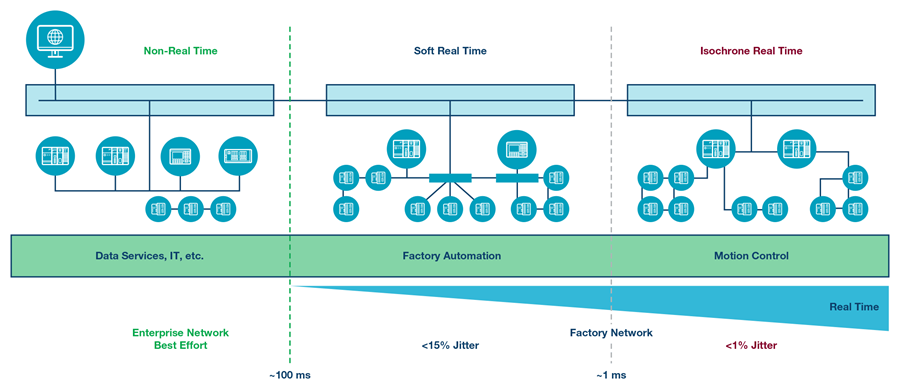 Non-Real Time
Soft Real Time
Isochrone Real Time
Data Services, IT, etc.
Factory Automation
Motion Control
Real Time
Enterprise Network
Best Effort
<15% Jitter
Factory Network
<1% Jitter
~100 ms
~1 ms